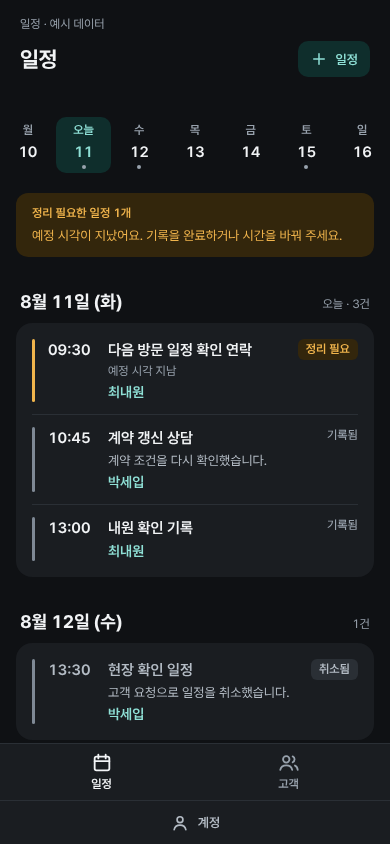 일정 · 예시 데이터
일정
+ 일정
월 오늘 수 목 금 토 일
10 11 12 13 14 15 16
정리 필요한 일정 1개
예정 시각이 지났어요. 기록을 완료하거나 시간을 바꿔 주세요.
8월 11일 (화) 오늘 · 3건
09:30 다음 방문 일정 확인 연락 정리 필요
예정 시각 지남
최내원
10:45 계약 갱신 상담 기록됨
계약 조건을 다시 확인했습니다.
박세입
13:00 내원 확인 기록 기록됨
최내원
8월 12일 (수) 1건
13:30 현장 확인 일정 취소됨
고객 요청으로 일정을 취소했습니다.
박세입
일정 고객
계정